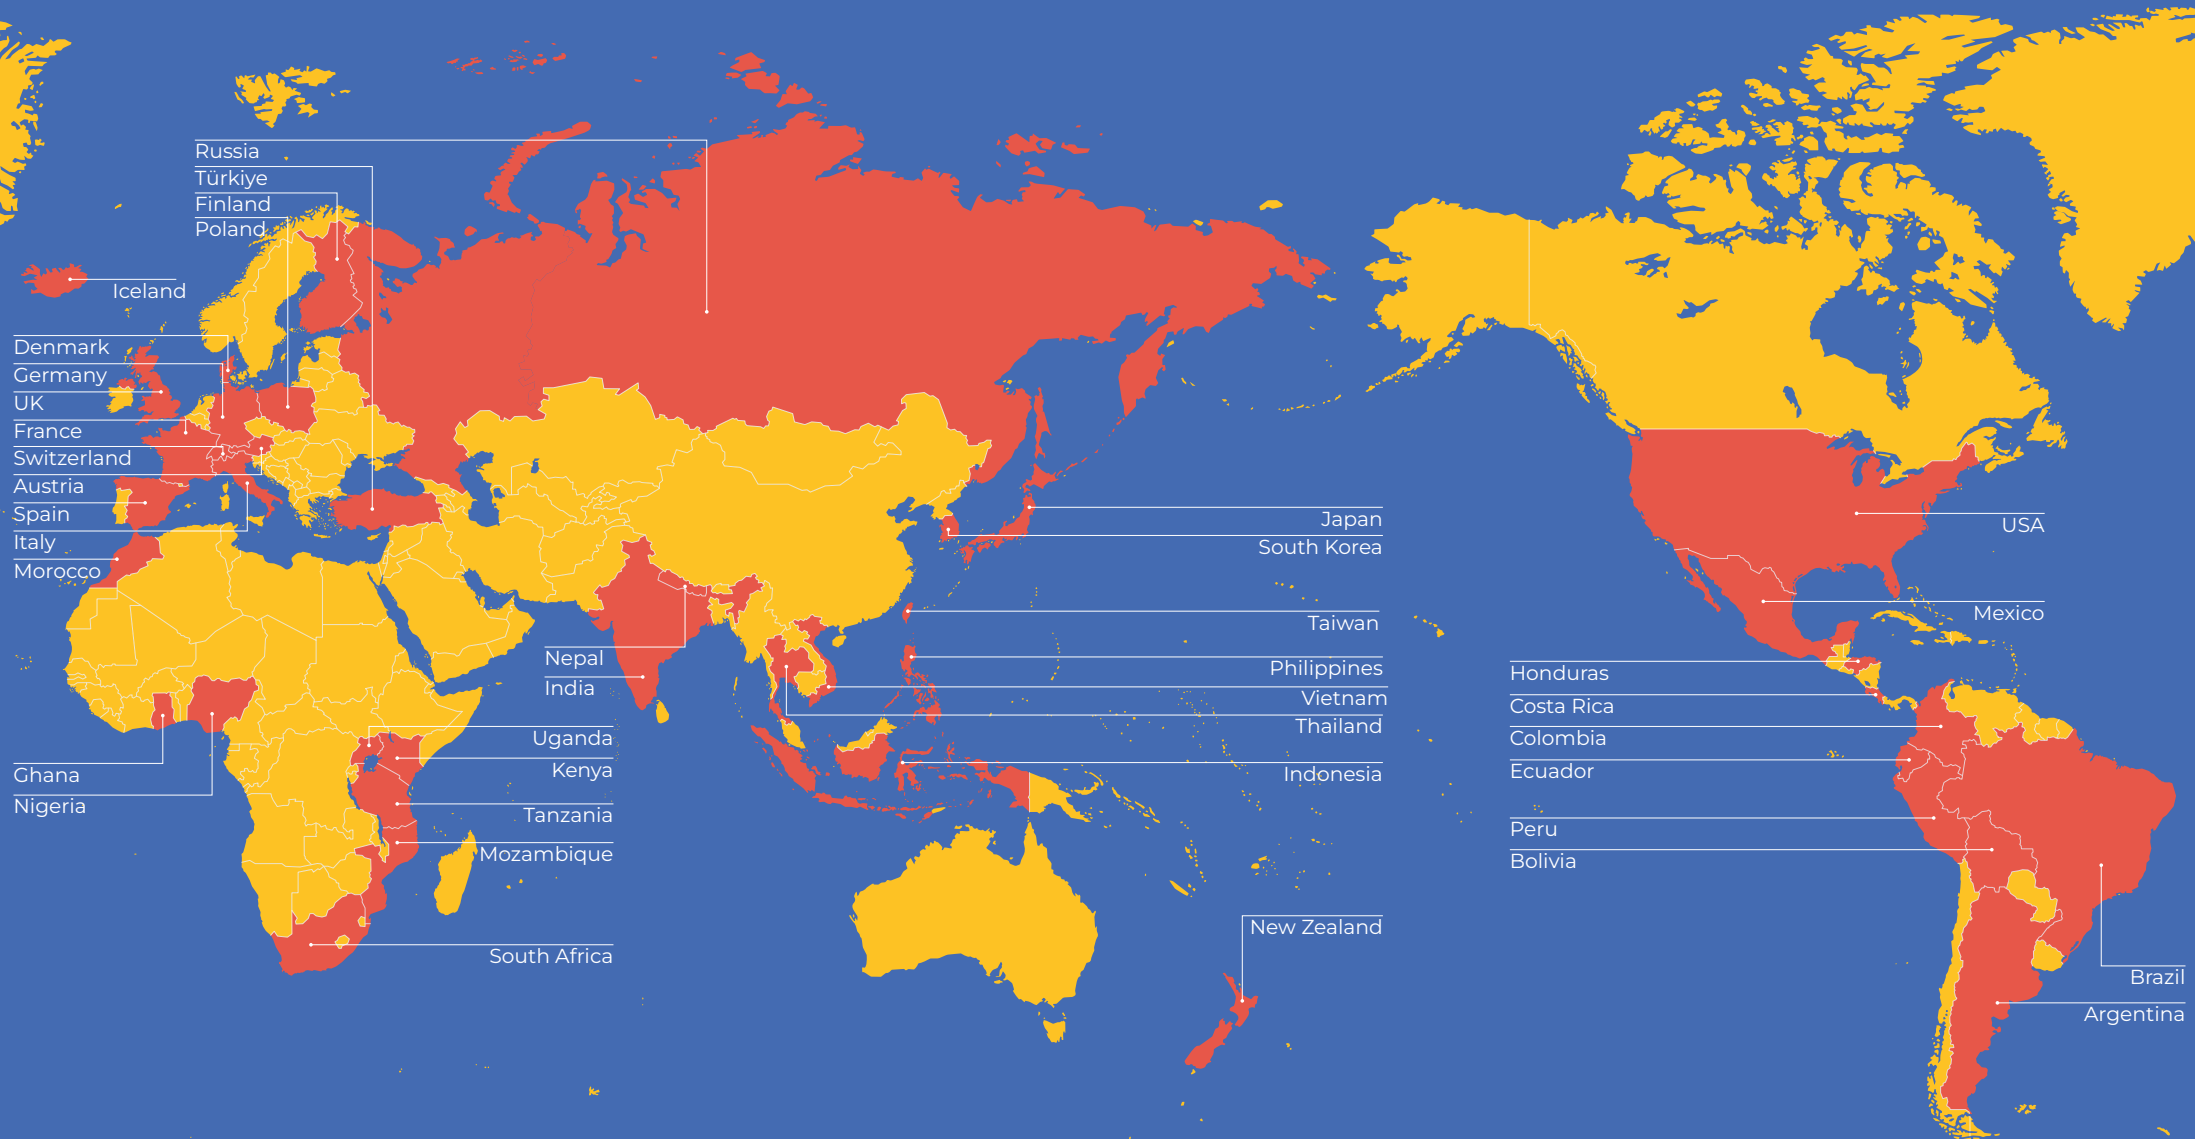 Russia
Türkiye
Finland
Poland
Iceland
Denmark
Germany
UK
France
Switzerland
Austria
Spain
Italy
Morocco
Ghana
Nigeria
Nepal
India
Uganda
Kenya
Tanzania
Mozambique
South Africa
Japan
South Korea
Taiwan
Philippines
Vietnam
Thailand
Indonesia
New Zealand
USA
Mexico
Honduras
Costa Rica
Colombia
Ecuador
Peru
Bolivia
Brazil
Argentina